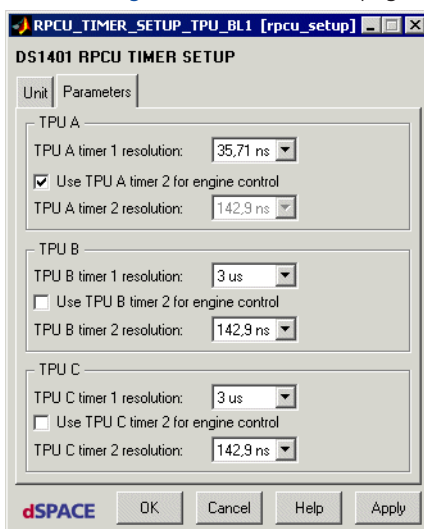 RPCU_TIMER_SETUP_TPU_BL1 [rpcu_setup]
DS1401 RPCU TIMER SETUP
Unit Parameters
TPU A
TPU A timer 1 resolution: 35,71 ns
Use TPU A timer 2 for engine control
TPU A timer 2 resolution: 142,9 ns
TPU B
TPU B timer 1 resolution: 3 us
Use TPU B timer 2 for engine control
TPU B timer 2 resolution: 142,9 ns
TPU C
TPU C timer 1 resolution: 3 us
Use TPU C timer 2 for engine control
TPU C timer 2 resolution: 142,9 ns
dSPACE OK Cancel Help Apply